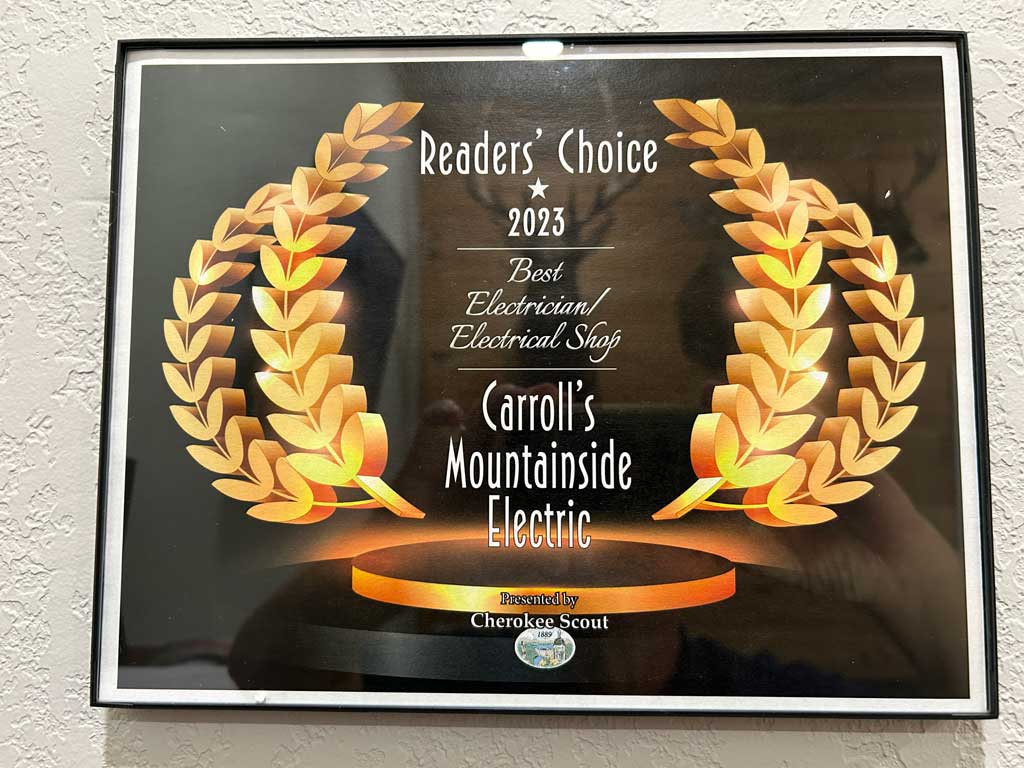 Readers' Choice
2023
Best
Electrician/
Electrical Shop
Carroll's
Mountainside
Electric
Presented by
Cherokee Scout
1889